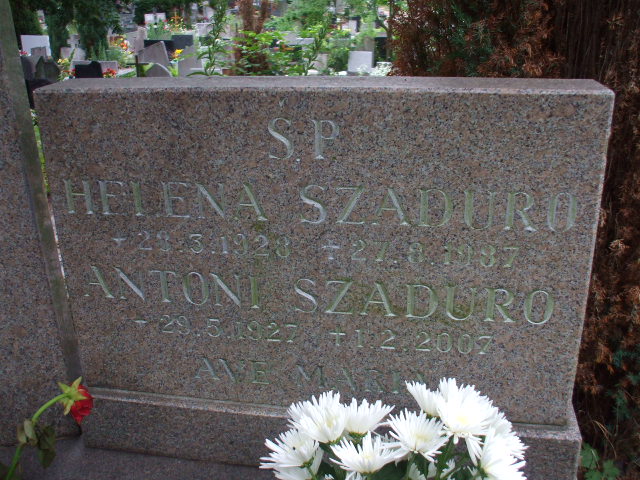 Ś.P.
HELENA SZADURO
+23.3.1928 +27.8.1987
ANTONI SZADURO
+29.5.1927 +1.2.2007
AVE MARIA